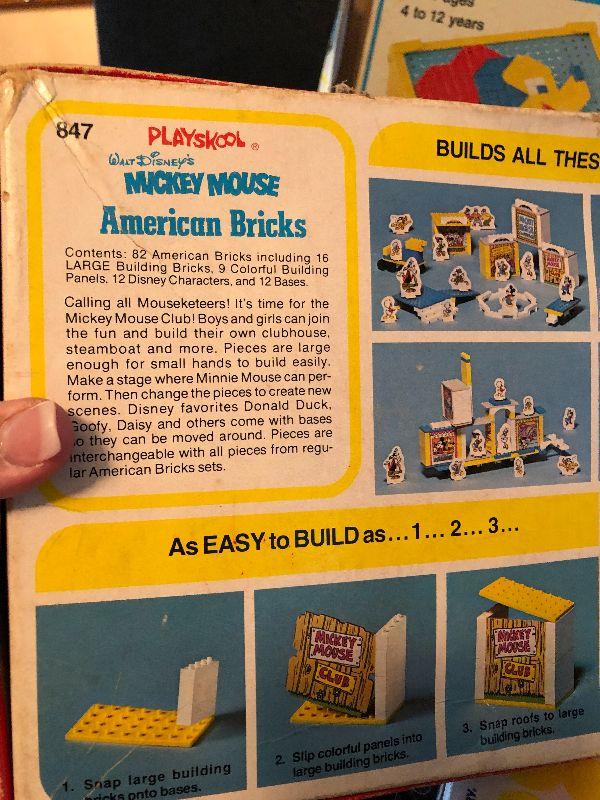 ages
4 to 12 years
847
PLAYSKOOL ®
WALT DISNEY'S
MICKEY MOUSE
American Bricks
Contents: 82 American Bricks including 16
LARGE Building Bricks, 9 Colorful Building
Panels, 12 Disney Characters, and 12 Bases.
Calling all Mouseketeers! It's time for the
Mickey Mouse Club! Boys and girls can join
the fun and build their own clubhouse,
steamboat and more. Pieces are large
enough for small hands to build easily.
Make a stage where Minnie Mouse can per-
form. Then change the pieces to create new
scenes. Disney favorites Donald Duck,
Goofy, Daisy and others come with bases
so they can be moved around. Pieces are
interchangeable with all pieces from regu-
lar American Bricks sets.
BUILDS ALL THES
As EASY to BUILD as...1... 2... 3...
MICKEY
MOUSE
CLUB
MICKEY
MOUSE
CLUB
1. Snap large building
bricks onto bases.
2. Slip colorful panels into
large building bricks.
3. Snap roofs to large
building bricks.